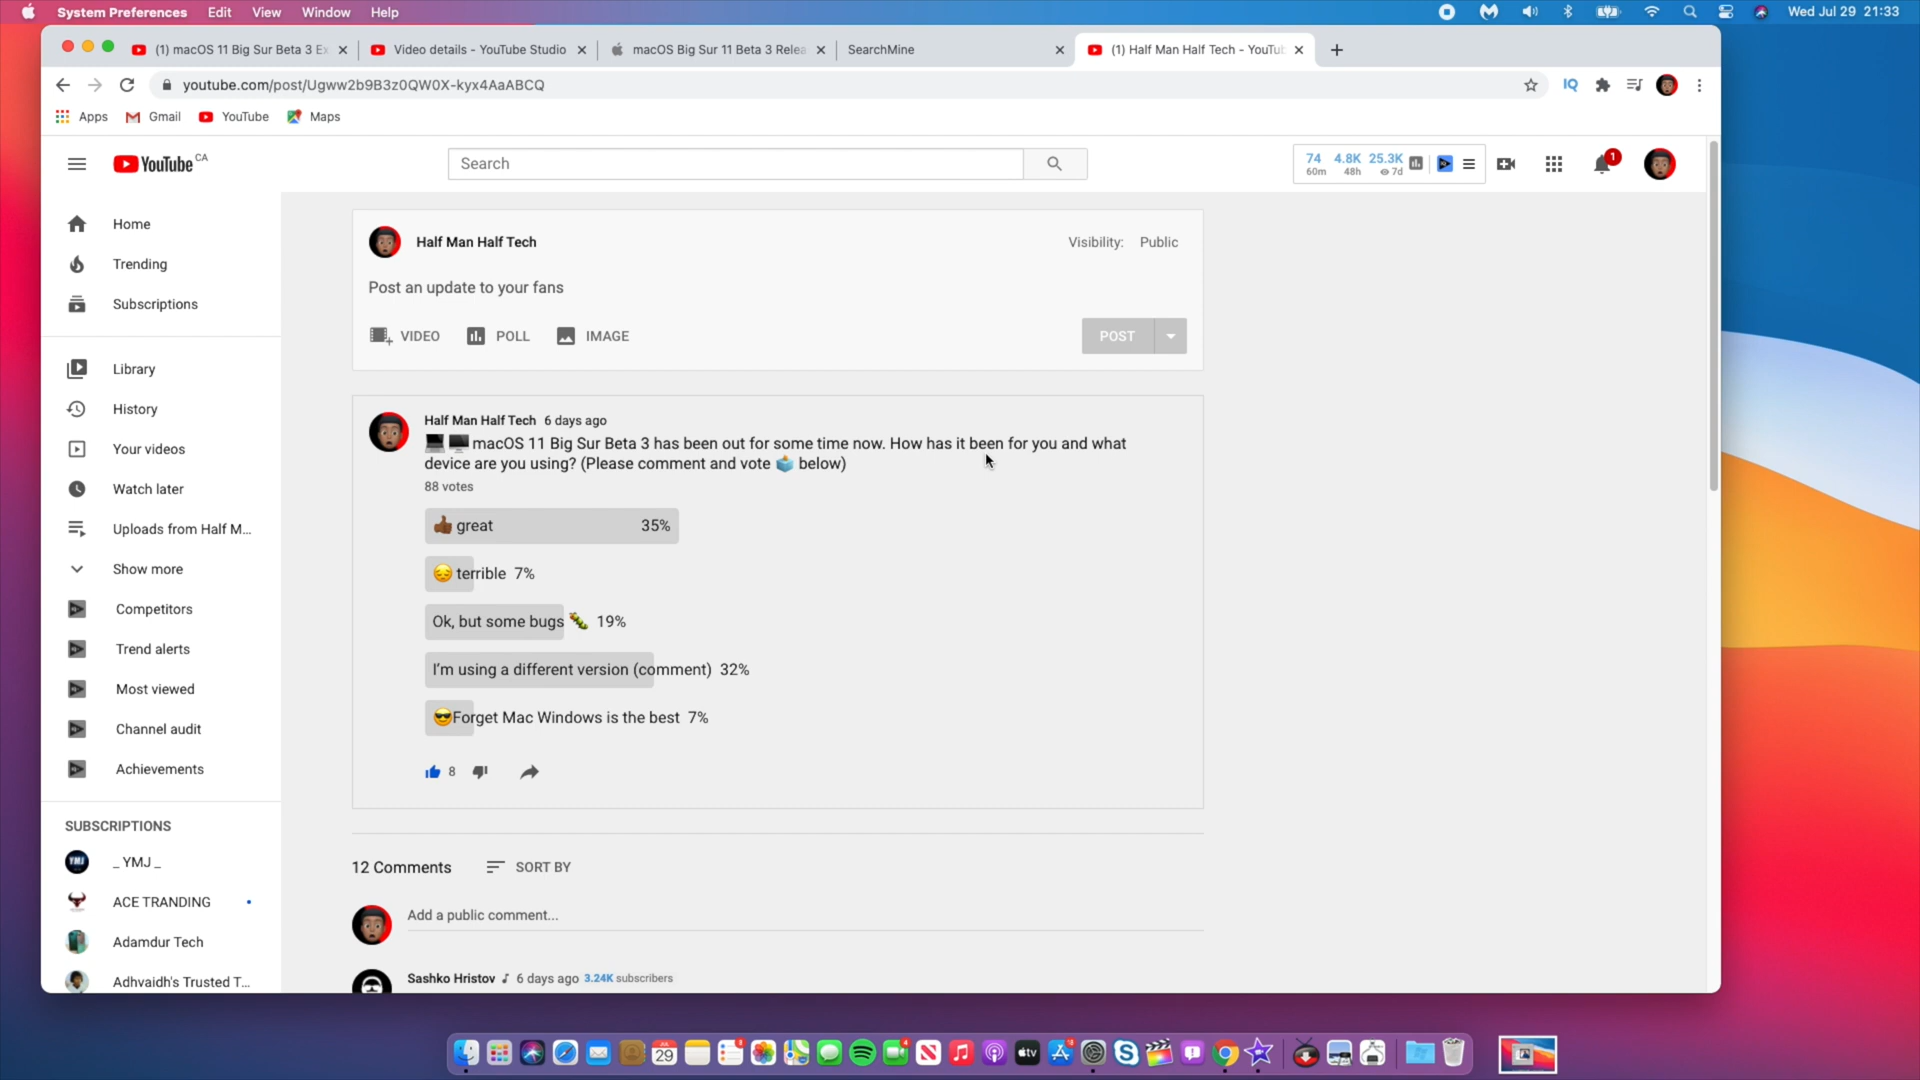 System Preferences Edit View Window Help
Wed Jul 29 21:33
(1) macOS 11 Big Sur Beta 3 Ex
Video details - YouTube Studio
macOS Big Sur 11 Beta 3 Relea
SearchMine
(1) Half Man Half Tech - YouTub
youtube.com/post/Ugww2b9B3z0QW0X-kyx4AaABCQ
IQ
Apps Gmail YouTube Maps
YouTube CA
Search
74 4.8K 25.3K
60m 48h 7d
1
Home
Trending
Subscriptions
Library
History
Your videos
Watch later
Uploads from Half M...
Show more
Competitors
Trend alerts
Most viewed
Channel audit
Achievements
SUBSCRIPTIONS
YMJ
_ YMJ _
ACE TRANDING
Adamdur Tech
Adhvaidh's Trusted T...
Half Man Half Tech
Visibility: Public
Post an update to your fans
VIDEO POLL IMAGE
POST
Half Man Half Tech 6 days ago
💻🖥️macOS 11 Big Sur Beta 3 has been out for some time now. How has it been for you and what
device are you using? (Please comment and vote 🗳️ below)
88 votes
👍🏾 great 35%
😔 terrible 7%
Ok, but some bugs 🐛 19%
I'm using a different version (comment) 32%
😎Forget Mac Windows is the best 7%
8
12 Comments SORT BY
Add a public comment...
Sashko Hristov ♪ 6 days ago 3.24K subscribers
JUL
29
tv